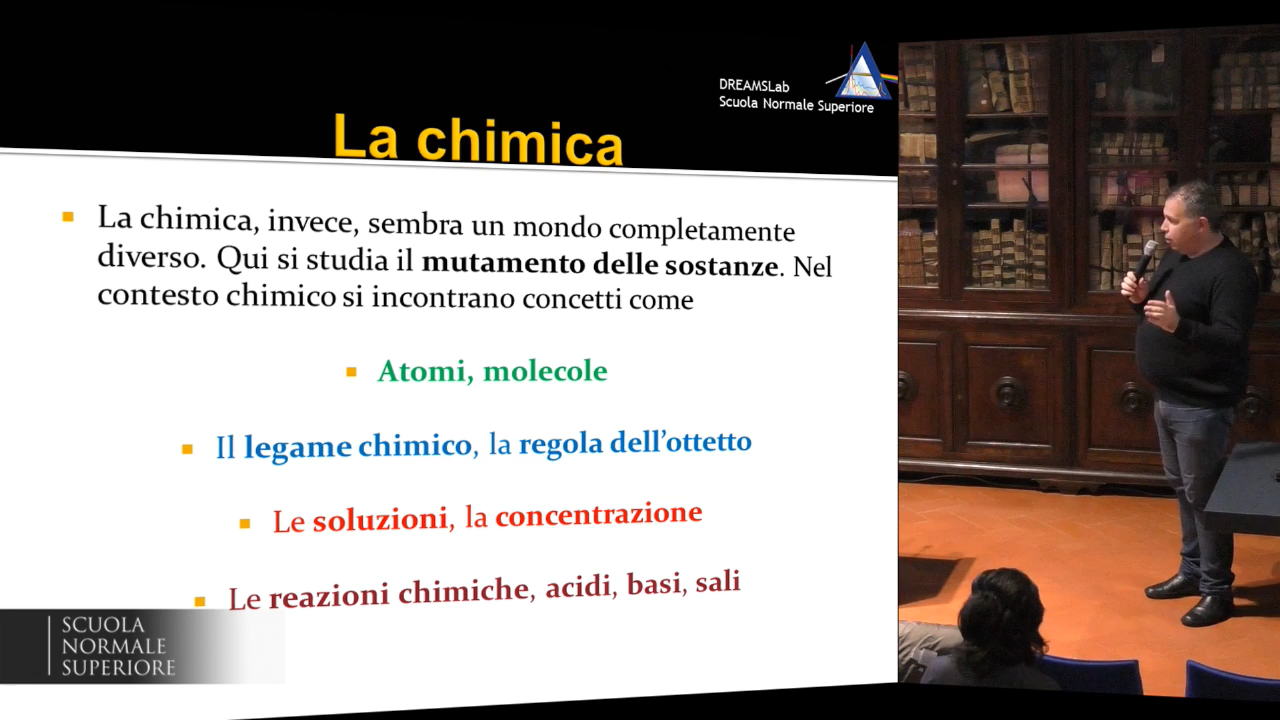 DREAMSLab
Scuola Normale Superiore
La chimica
La chimica, invece, sembra un mondo completamente
diverso. Qui si studia il mutamento delle sostanze. Nel
contesto chimico si incontrano concetti come
Atomi, molecole
Il legame chimico, la regola dell’ottetto
Le soluzioni, la concentrazione
Le reazioni chimiche, acidi, basi, sali
SCUOLA
NORMALE
SUPERIORE